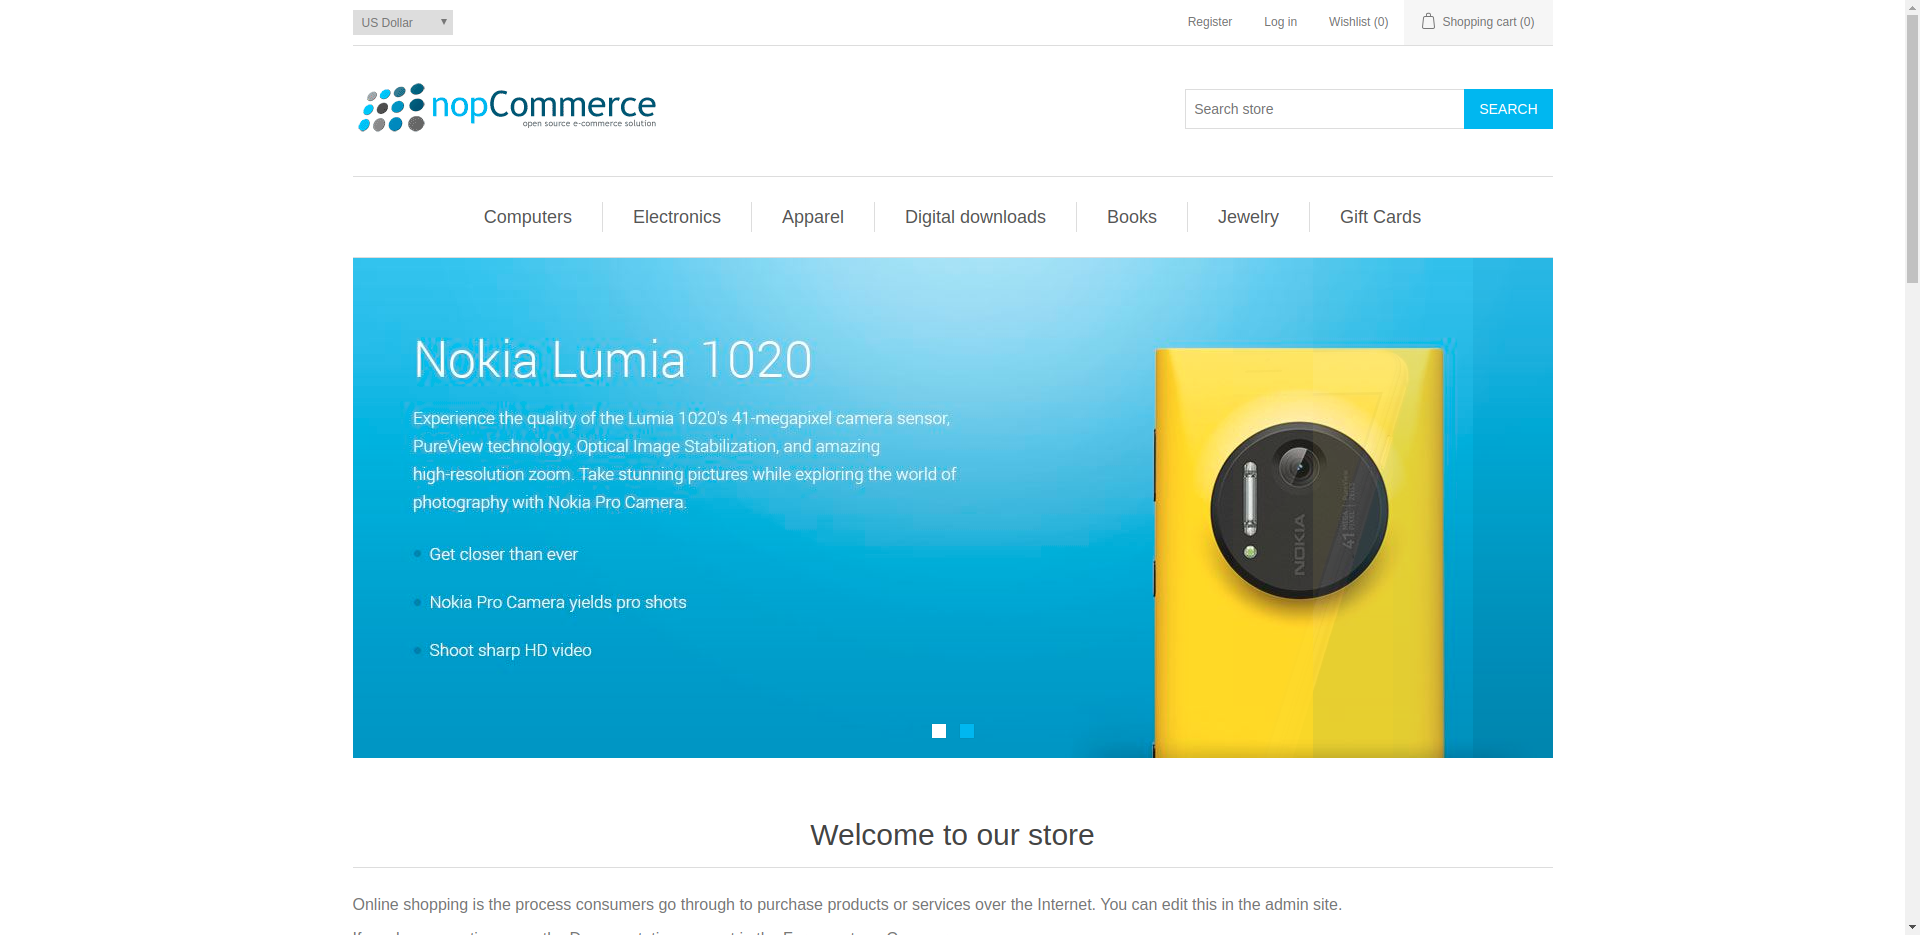 US Dollar
Register
Log in
Wishlist (0)
Shopping cart (0)
nopCommerce
open source e-commerce solution
Search store
SEARCH
Computers
Electronics
Apparel
Digital downloads
Books
Jewelry
Gift Cards
Nokia Lumia 1020
Experience the quality of the Lumia 1020's 41-megapixel camera sensor,
PureView technology, Optical Image Stabilization, and amazing
high-resolution zoom. Take stunning pictures while exploring the world of
photography with Nokia Pro Camera.
Get closer than ever
Nokia Pro Camera yields pro shots
Shoot sharp HD video
NOKIA
41
Welcome to our store
Online shopping is the process consumers go through to purchase products or services over the Internet. You can edit this in the admin site.